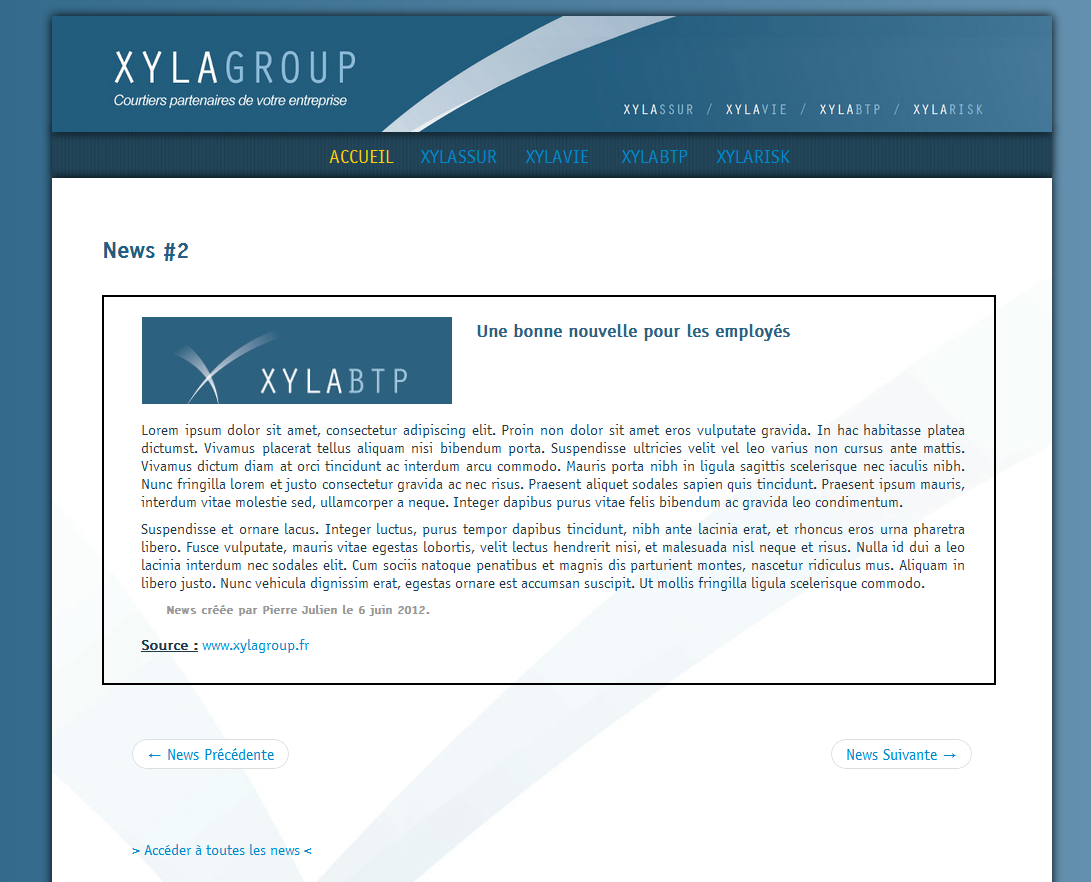 XYLAGROUP
Courtiers partenaires de votre entreprise
XYLASSUR / XYLAVIE / XYLABTP / XYLARISK
ACCUEIL XYLASSUR XYLAVIE XYLABTP XYLARISK
News #2
XYLABTP
Une bonne nouvelle pour les employés
Lorem ipsum dolor sit amet, consectetur adipiscing elit. Proin non dolor sit amet eros vulputate gravida. In hac habitasse platea
dictumst. Vivamus placerat tellus aliquam nisi bibendum porta. Suspendisse ultricies velit vel leo varius non cursus ante mattis.
Vivamus dictum diam at orci tincidunt ac interdum arcu commodo. Mauris porta nibh in ligula sagittis scelerisque nec iaculis nibh.
Nunc fringilla lorem et justo consectetur gravida ac nec risus. Praesent aliquet sodales sapien quis tincidunt. Praesent ipsum mauris,
interdum vitae molestie sed, ullamcorper a neque. Integer dapibus purus vitae felis bibendum ac gravida leo condimentum.
Suspendisse et ornare lacus. Integer luctus, purus tempor dapibus tincidunt, nibh ante lacinia erat, et rhoncus eros urna pharetra
libero. Fusce vulputate, mauris vitae egestas lobortis, velit lectus hendrerit nisi, et malesuada nisl neque et risus. Nulla id dui a leo
lacinia interdum nec sodales elit. Cum sociis natoque penatibus et magnis dis parturient montes, nascetur ridiculus mus. Aliquam in
libero justo. Nunc vehicula dignissim erat, egestas ornare est accumsan suscipit. Ut mollis fringilla ligula scelerisque commodo.
News créée par Pierre Julien le 6 juin 2012.
Source : www.xylagroup.fr
← News Précédente
News Suivante →
> Accéder à toutes les news <